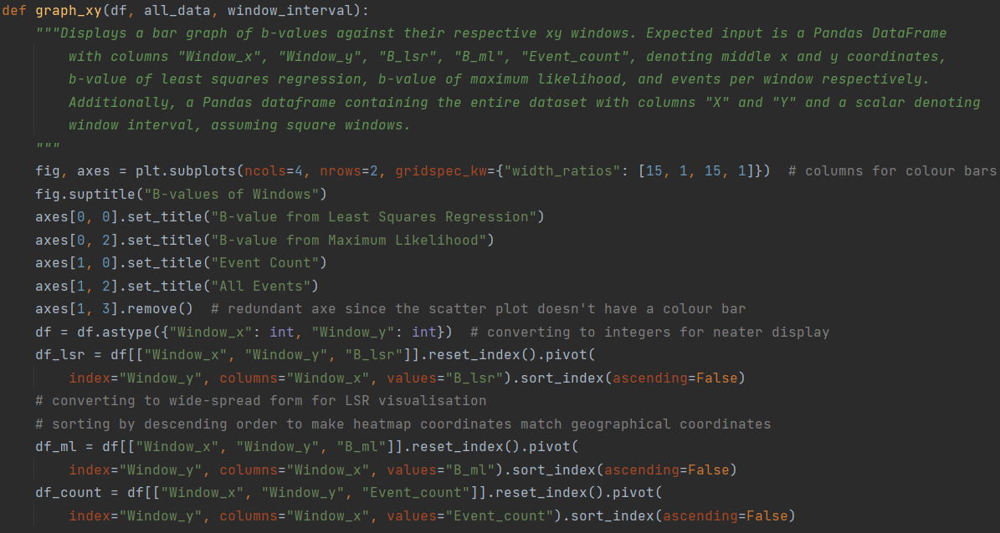 def graph_xy(df, all_data, window_interval):
    """Displays a bar graph of b-values against their respective xy windows. Expected input is a Pandas DataFrame
        with columns "Window_x", "Window_y", "B_lsr", "B_ml", "Event_count", denoting middle x and y coordinates,
        b-value of least squares regression, b-value of maximum likelihood, and events per window respectively.
        Additionally, a Pandas dataframe containing the entire dataset with columns "X" and "Y" and a scalar denoting
        window interval, assuming square windows.
    """
    fig, axes = plt.subplots(ncols=4, nrows=2, gridspec_kw={"width_ratios": [15, 1, 15, 1]})  # columns for colour bars
    fig.suptitle("B-values of Windows")
    axes[0, 0].set_title("B-value from Least Squares Regression")
    axes[0, 2].set_title("B-value from Maximum Likelihood")
    axes[1, 0].set_title("Event Count")
    axes[1, 2].set_title("All Events")
    axes[1, 3].remove()  # redundant axe since the scatter plot doesn't have a colour bar
    df = df.astype({"Window_x": int, "Window_y": int})  # converting to integers for neater display
    df_lsr = df[["Window_x", "Window_y", "B_lsr"]].reset_index().pivot(
        index="Window_y", columns="Window_x", values="B_lsr").sort_index(ascending=False)
    # converting to wide-spread form for LSR visualisation
    # sorting by descending order to make heatmap coordinates match geographical coordinates
    df_ml = df[["Window_x", "Window_y", "B_ml"]].reset_index().pivot(
        index="Window_y", columns="Window_x", values="B_ml").sort_index(ascending=False)
    df_count = df[["Window_x", "Window_y", "Event_count"]].reset_index().pivot(
        index="Window_y", columns="Window_x", values="Event_count").sort_index(ascending=False)